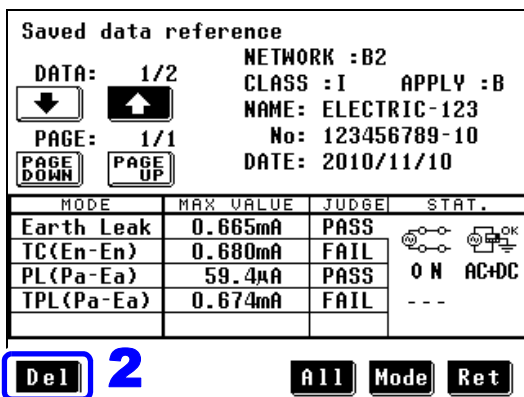 Saved data reference
NETWORK :B2
DATA: 1/2
CLASS :I APPLY :B
NAME: ELECTRIC-123
PAGE: 1/1
No: 123456789-10
PAGE DOWN PAGE UP
DATE: 2010/11/10
MODE MAX VALUE JUDGE STAT.
Earth Leak 0.665mA PASS
OK
TC(En-En) 0.680mA FAIL
PL(Pa-Ea) 59.4μA PASS ON AC+DC
TPL(Pa-Ea) 0.674mA FAIL ---
Del 2 All Mode Ret